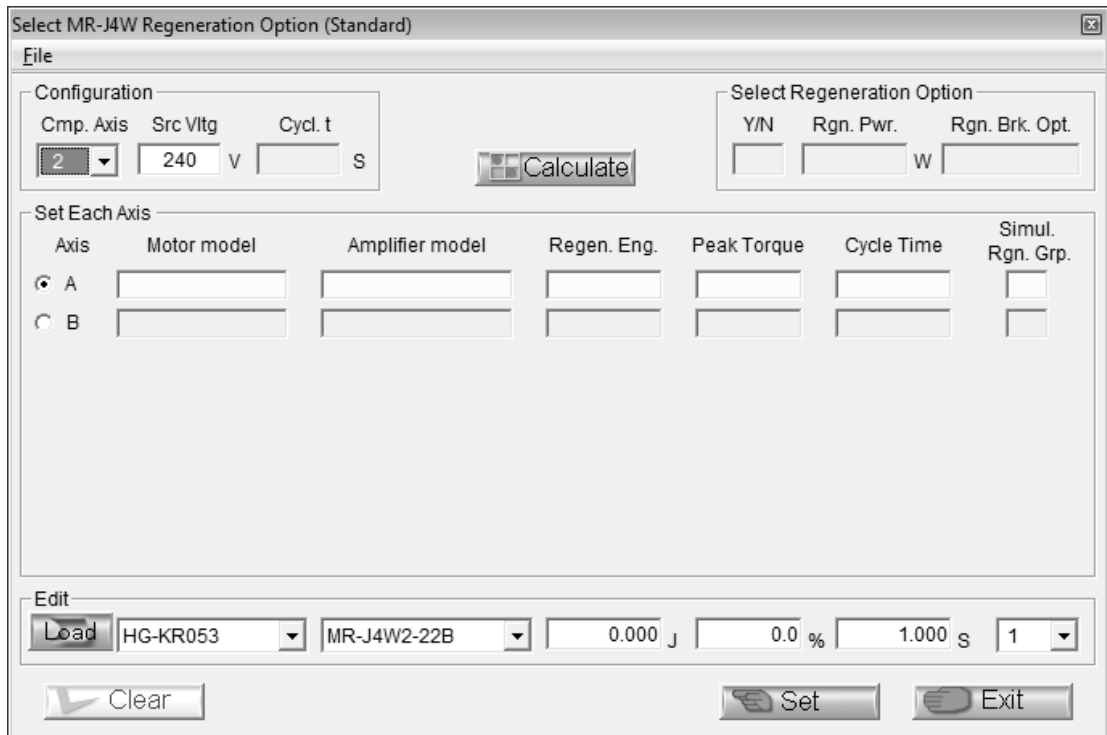 Select MR-J4W Regeneration Option (Standard)
File
Configuration
Cmp. Axis Src Vltg Cycl. t
2 240 V S
Calculate
Select Regeneration Option
Y/N Rgn. Pwr. Rgn. Brk. Opt.
W
Set Each Axis
Axis Motor model Amplifier model Regen. Eng. Peak Torque Cycle Time Simul.
Rgn. Grp.
A
B
Edit
Load HG-KR053 MR-J4W2-22B 0.000 J 0.0 % 1.000 S 1
Clear Set Exit